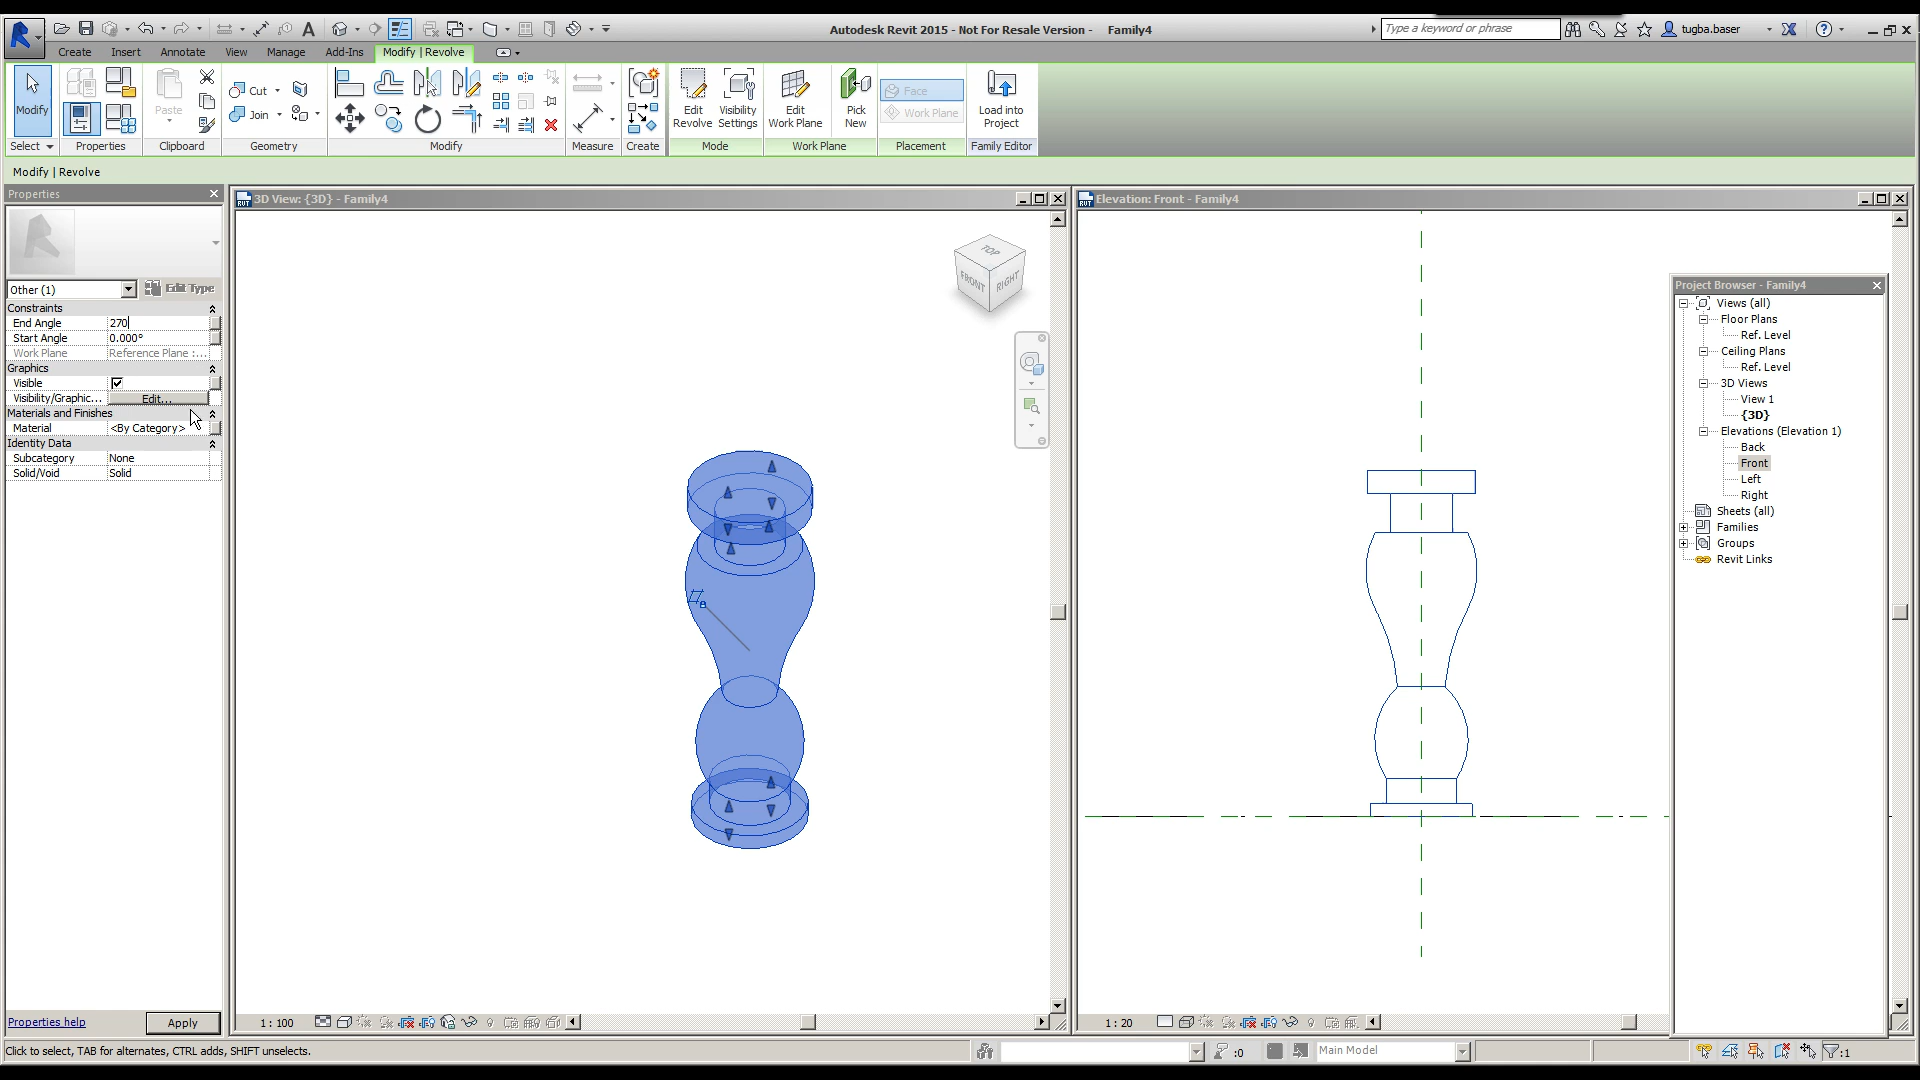 Autodesk Revit 2015 - Not For Resale Version -    Family4
Type a keyword or phrase
tugba.baser
Create Insert Annotate View Manage Add-Ins Modify | Revolve
Modify
Select
Properties
Paste
Clipboard
Cut
Join
Geometry
Modify
Measure
Create
Edit Revolve
Visibility Settings
Mode
Edit Work Plane
Pick New
Work Plane
Face
Work Plane
Placement
Load into Project
Family Editor
Modify | Revolve
Properties
Other (1)
Edit Type
Constraints
End Angle 270
Start Angle 0.000°
Work Plane Reference Plane :...
Graphics
Visible
Visibility/Graphic... Edit...
Materials and Finishes
Material <By Category>
Identity Data
Subcategory None
Solid/Void Solid
Properties help
Apply
3D View: {3D} - Family4
TOP
FRONT
RIGHT
1 : 100
Elevation: Front - Family4
1 : 20
Project Browser - Family4
Views (all)
Floor Plans
Ref. Level
Ceiling Plans
Ref. Level
3D Views
View 1
{3D}
Elevations (Elevation 1)
Back
Front
Left
Right
Sheets (all)
Families
Groups
Revit Links
Click to select, TAB for alternates, CTRL adds, SHIFT unselects.
:0
Main Model
:1